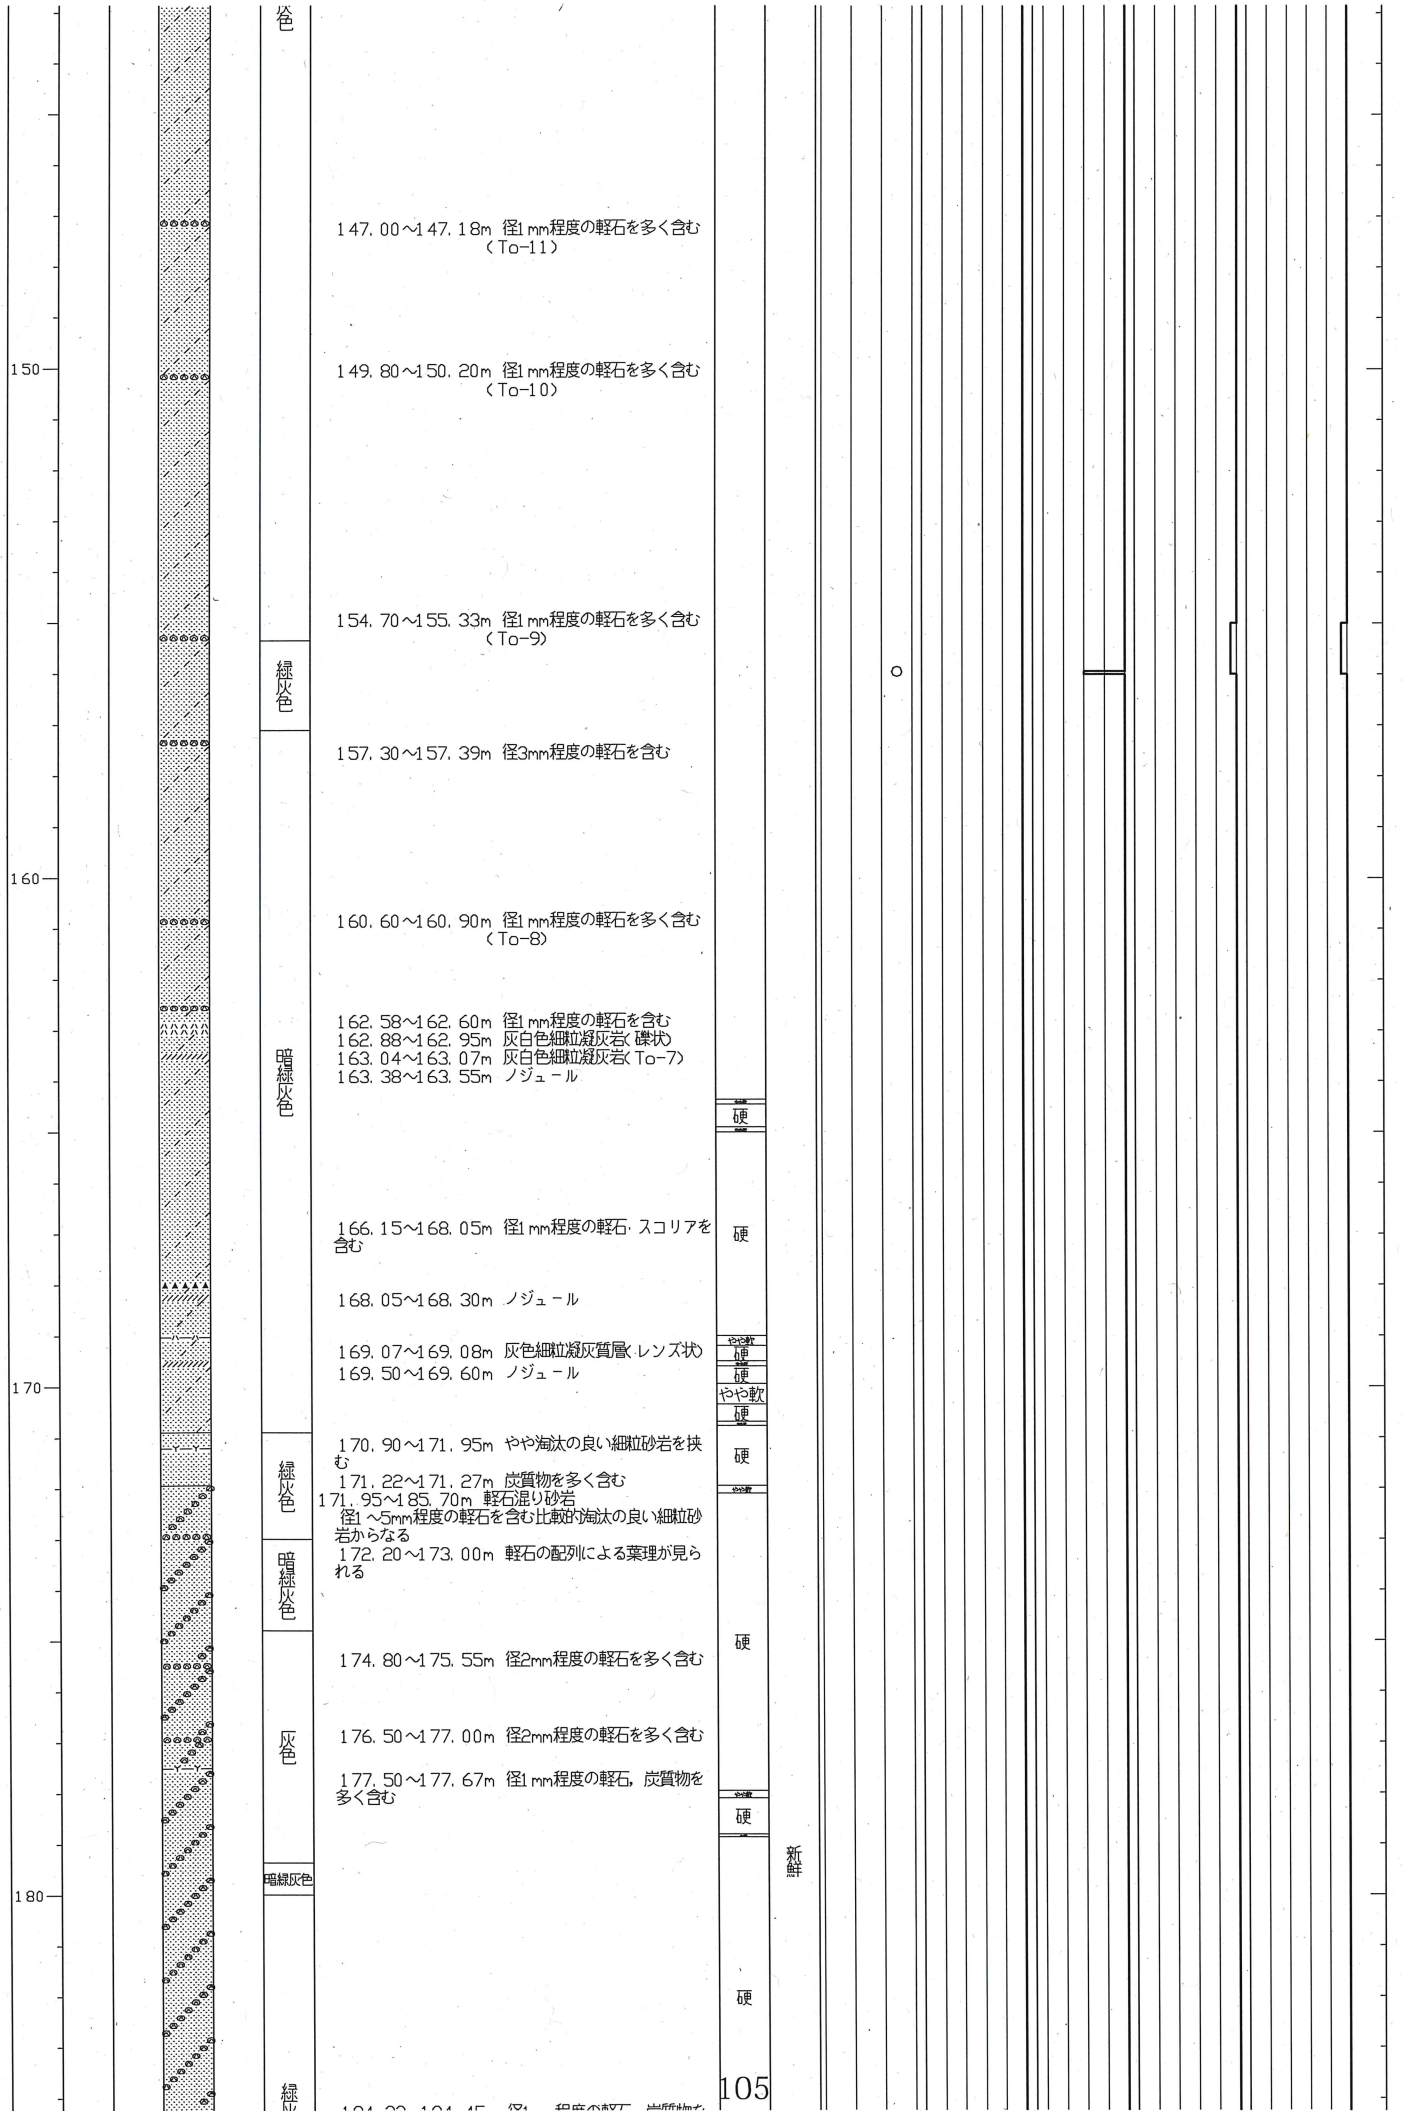 灰色
147.00～147.18m 径1mm程度の軽石を多く含む
(To-11)
150
149.80～150.20m 径1mm程度の軽石を多く含む
(To-10)
154.70～155.33m 径1mm程度の軽石を多く含む
(To-9)
緑灰色
157.30～157.39m 径3mm程度の軽石を含む
160
160.60～160.90m 径1mm程度の軽石を多く含む
(To-8)
162.58～162.60m 径1mm程度の軽石を含む
162.88～162.95m 灰白色細粒凝灰岩(礫状)
163.04～163.07m 灰白色細粒凝灰岩(To-7)
163.38～163.55m ノジュール
暗緑灰色
硬
166.15～168.05m 径1mm程度の軽石・スコリアを
含む
硬
168.05～168.30m ノジュール
やや軟
169.07～169.08m 灰色細粒凝灰質層(レンズ状)
硬
169.50～169.60m ノジュール
硬
170
やや軟
硬
170.90～171.95m やや淘汰の良い細粒砂岩を挟
む
硬
171.22～171.27m 炭質物を多く含む
緑灰色
やや軟
171.95～185.70m 軽石混り砂岩
径1～5mm程度の軽石を含む比較的淘汰の良い細粒砂
岩からなる
172.20～173.00m 軽石の配列による葉理が見ら
れる
暗緑灰色
硬
174.80～175.55m 径2mm程度の軽石を多く含む
176.50～177.00m 径2mm程度の軽石を多く含む
灰色
177.50～177.67m 径1mm程度の軽石，炭質物を
多く含む
やや軟
硬
新鮮
暗緑灰色
180
硬
105
緑